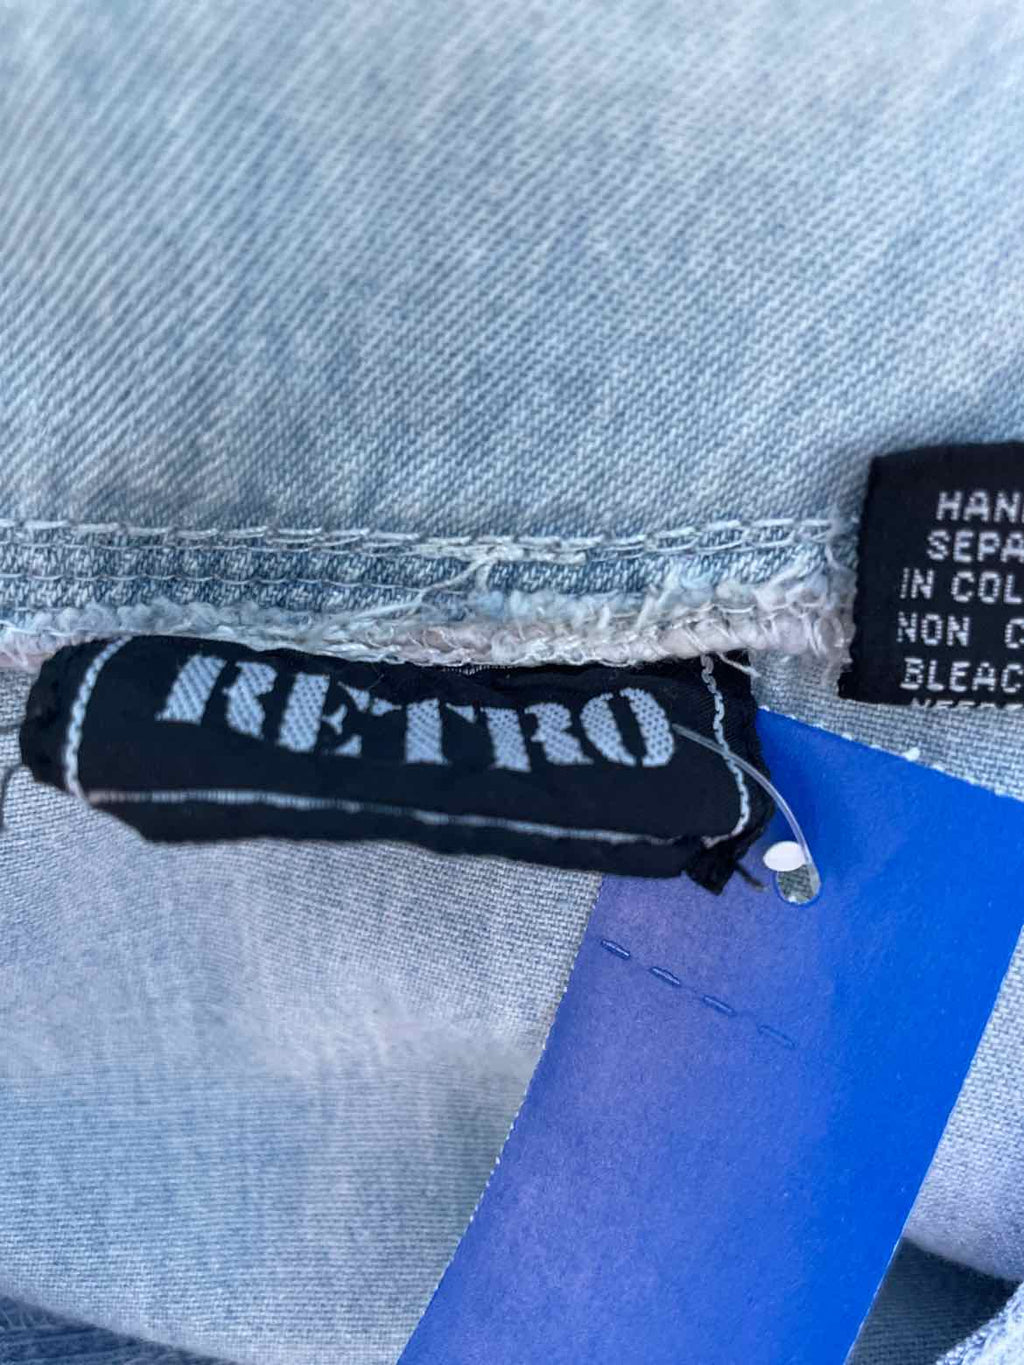 RETRO
HAN
SEPA
IN COL
NON C
BLEAC